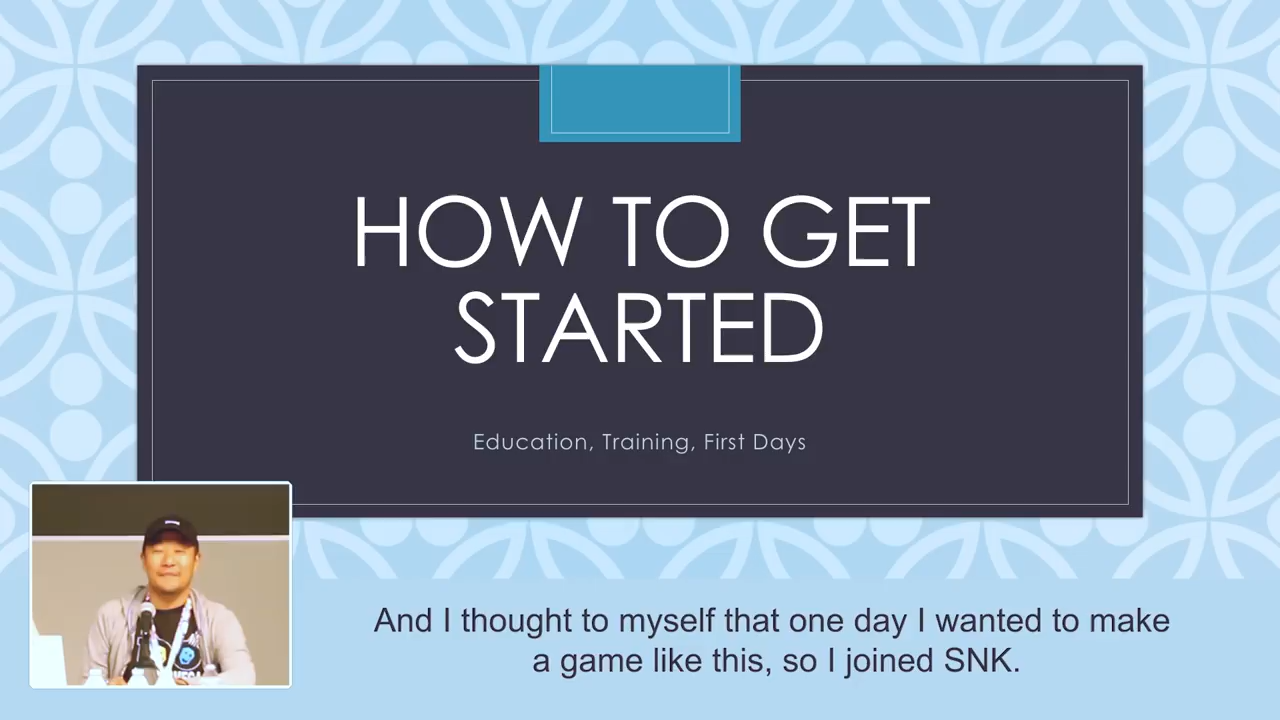 HOW TO GET
STARTED
Education, Training, First Days
And I thought to myself that one day I wanted to make
a game like this, so I joined SNK.